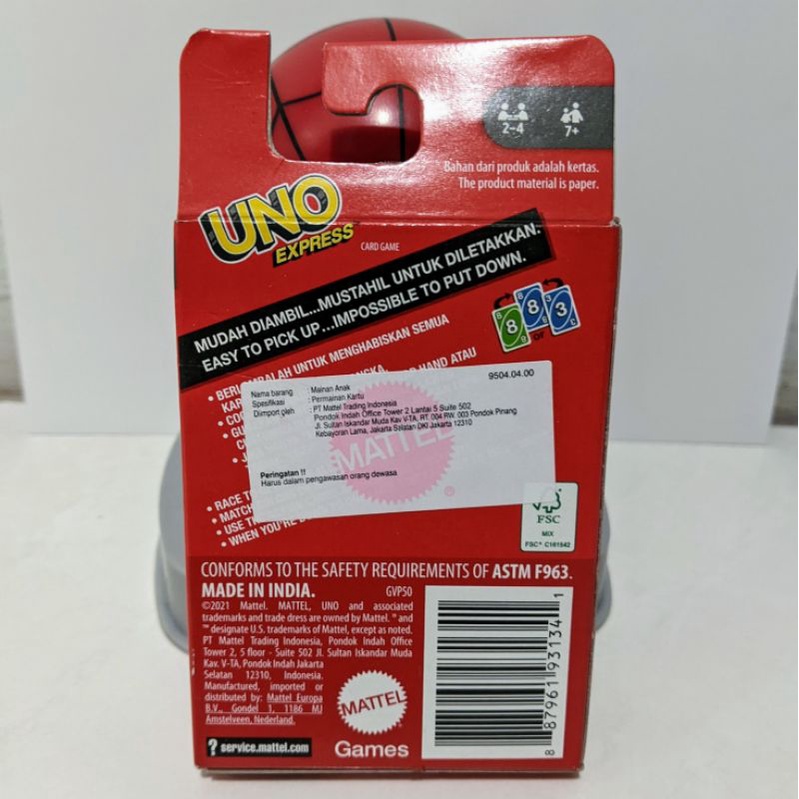 2-4
7+
Bahan dari produk adalah kertas.
The product material is paper.
UNO
EXPRESS
CARD GAME
MUDAH DIAMBIL...MUSTAHIL UNTUK DILETAKKAN.
EASY TO PICK UP...IMPOSSIBLE TO PUT DOWN.
8 8 3
or
UNTUK MENGHABISKAN SEMUA
HAND ATAU
9504.04.00
Nama barang : Mainan Anak
Spesifikasi : Permainan Kartu
Diimport oleh : PT Mattel Trading Indonesia
Pondok Indah Office Tower 2 Lantai 5 Suite 502
Jl. Sultan Iskandar Muda Kav V-TA, RT. 004 RW. 003 Pondok Pinang
Kebayoran Lama, Jakarta Selatan DKI Jakarta 12310
MATTEL
Peringatan !!
Harus dalam pengawasan orang dewasa
• RACE
• MATCH
• USE
• WHEN YOU'RE
FSC
MIX
FSC® C161542
CONFORMS TO THE SAFETY REQUIREMENTS OF ASTM F963.
MADE IN INDIA.
GVP50
©2021 Mattel. MATTEL, UNO and associated
trademarks and trade dress are owned by Mattel. ® and
™ designate U.S. trademarks of Mattel, except as noted.
PT Mattel Trading Indonesia, Pondok Indah Office
Tower 2, 5 floor - Suite 502 Jl. Sultan Iskandar Muda
Kav. V-TA, Pondok Indah Jakarta
Selatan 12310, Indonesia.
Manufactured, imported or
distributed by: Mattel Europa
B.V., Gondel 1, 1186 MJ
Amstelveen, Nederland.
? service.mattel.com
MATTEL
Games
8 87961 93134 1